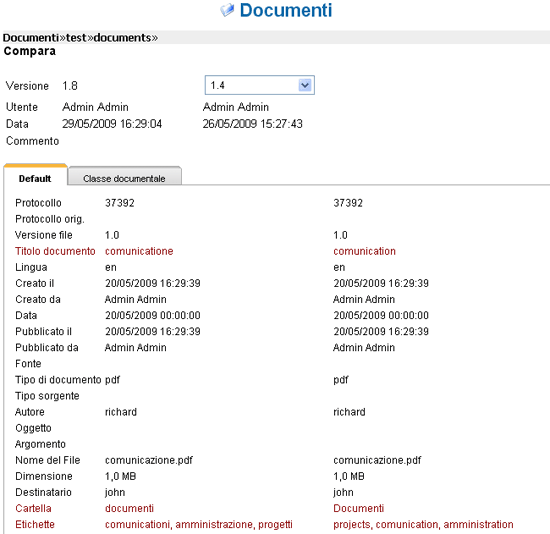 Documenti
Documenti»test»documents»
Compara
Versione 1.8 1.4
Utente Admin Admin Admin Admin
Data 29/05/2009 16:29:04 26/05/2009 15:27:43
Commento
Default Classe documentale
Protocollo 37392 37392
Protocollo orig.
Versione file 1.0 1.0
Titolo documento comunicatione comunication
Lingua en en
Creato il 20/05/2009 16:29:39 20/05/2009 16:29:39
Creato da Admin Admin Admin Admin
Data 20/05/2009 00:00:00 20/05/2009 00:00:00
Pubblicato il 20/05/2009 16:29:39 20/05/2009 16:29:39
Pubblicato da Admin Admin Admin Admin
Fonte
Tipo di documento pdf pdf
Tipo sorgente
Autore richard richard
Oggetto
Argomento
Nome del File comunicazione.pdf comunicazione.pdf
Dimensione 1,0 MB 1,0 MB
Destinatario john john
Cartella documenti Documenti
Etichette comunicationi, amministrazione, progetti projects, comunication, amministration